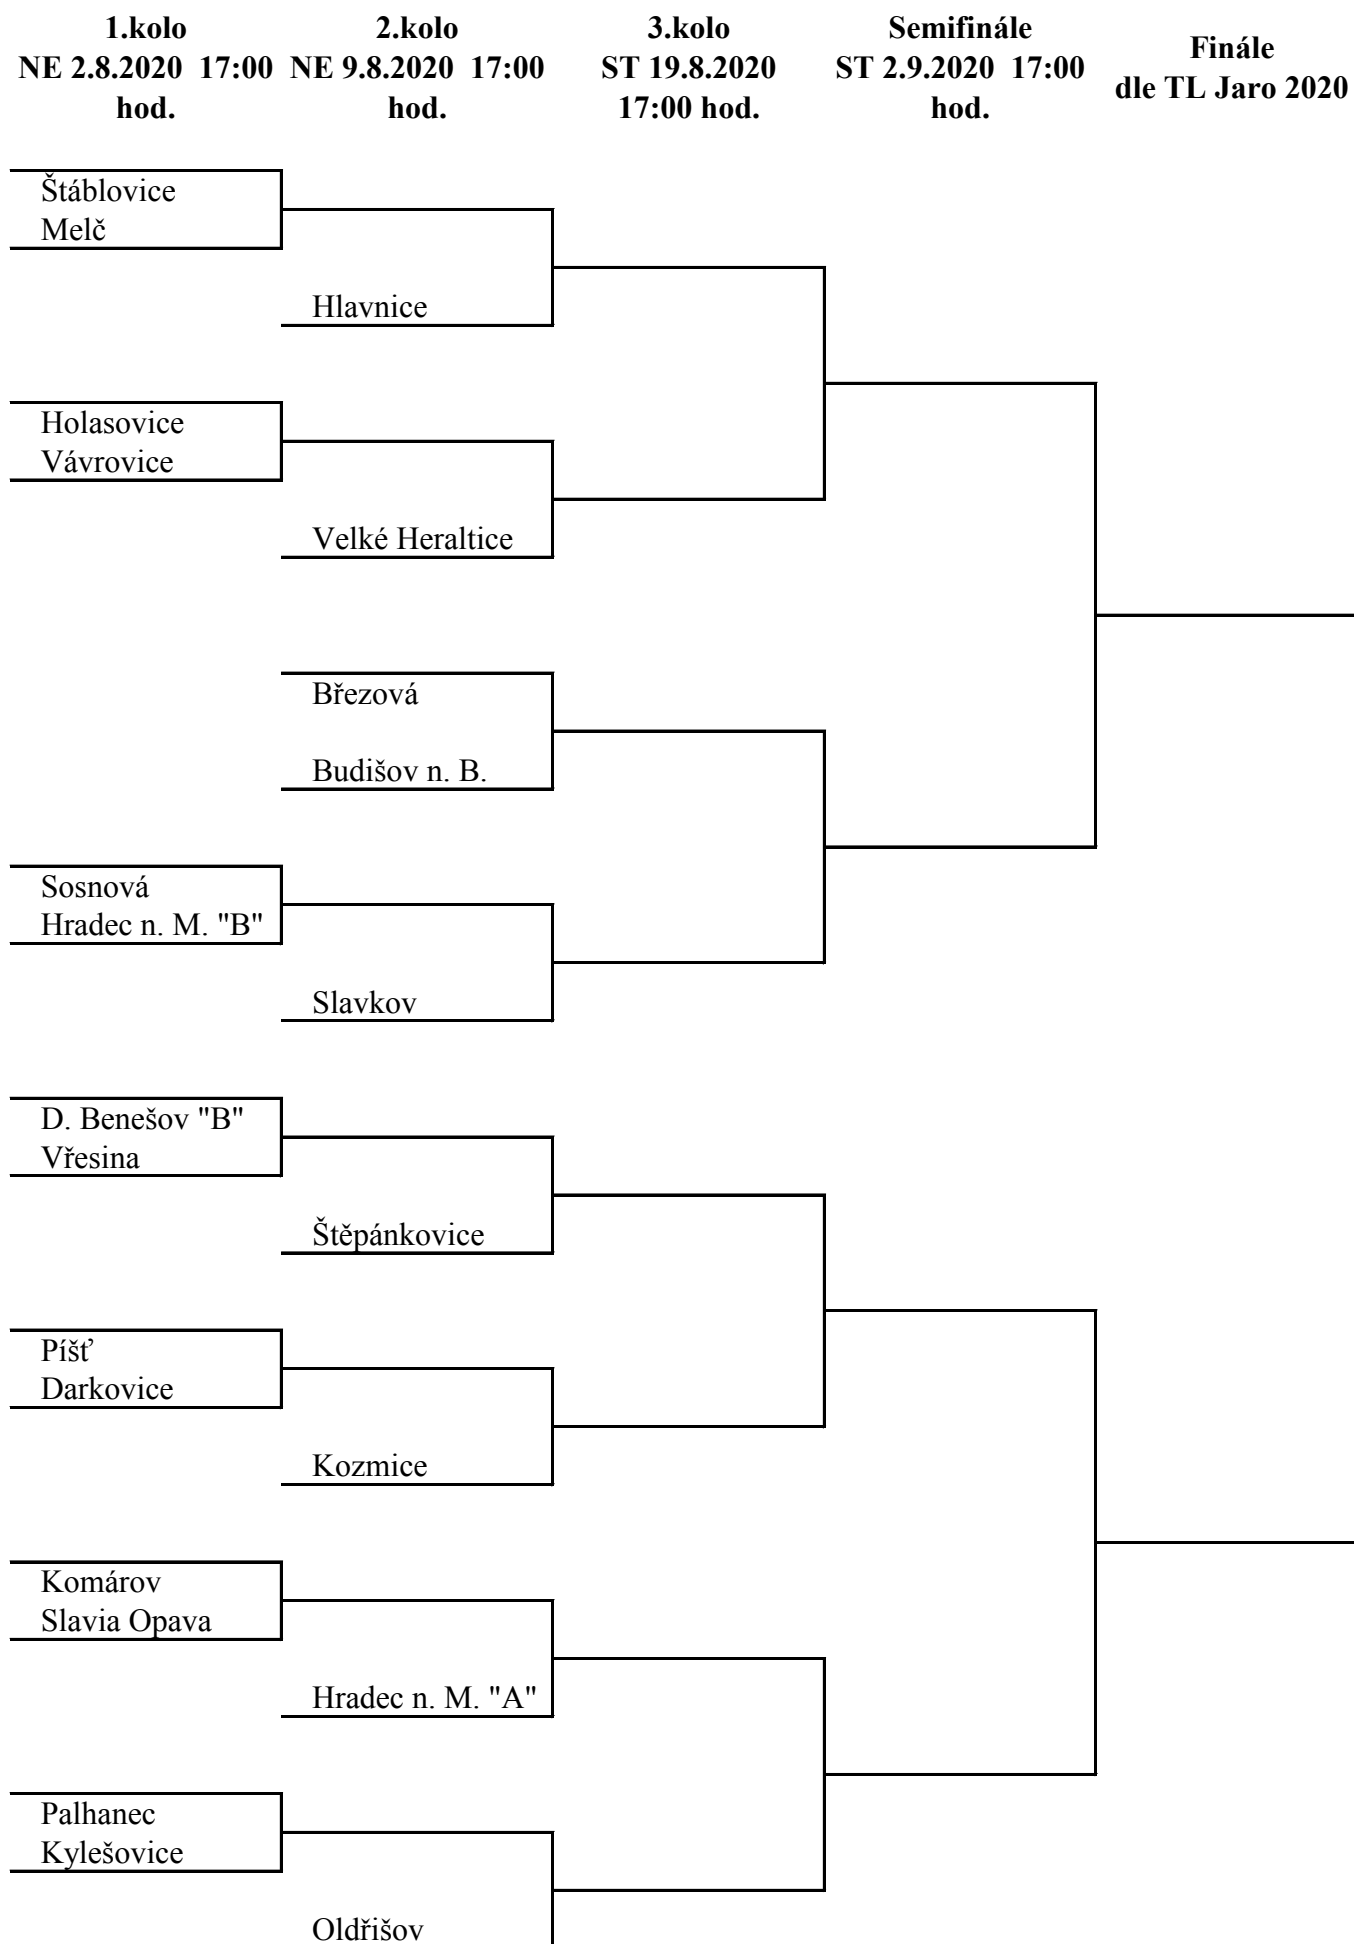 1.kolo
NE 2.8.2020  17:00
hod.
2.kolo
NE 9.8.2020  17:00
hod.
3.kolo
ST 19.8.2020
17:00 hod.
Semifinále
ST 2.9.2020  17:00
hod.
Finále
dle TL Jaro 2020
Štáblovice
Melč
Hlavnice
Holasovice
Vávrovice
Velké Heraltice
Březová
Budišov n. B.
Sosnová
Hradec n. M. "B"
Slavkov
D. Benešov "B"
Vřesina
Štěpánkovice
Píšť
Darkovice
Kozmice
Komárov
Slavia Opava
Hradec n. M. "A"
Palhanec
Kylešovice
Oldřišov